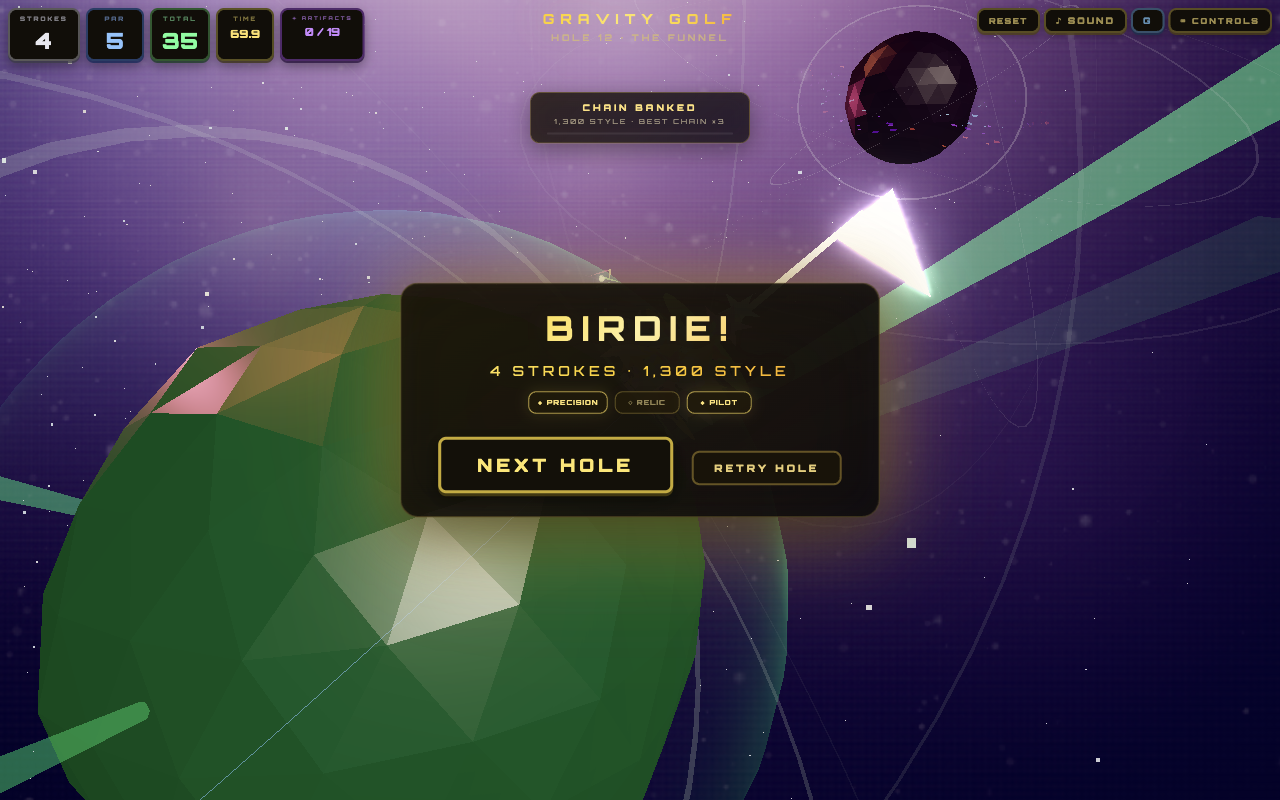 STROKES
4
PAR
5
TOTAL
35
TIME
69.9
ARTIFACTS
0 / 19
GRAVITY GOLF
HOLE 12 · THE FUNNEL
RESET
♪ SOUND
G
CONTROLS
CHAIN BANKED
1,300 STYLE · BEST CHAIN ×3
1
BIRDIE!
4 STROKES · 1,300 STYLE
◆ PRECISION
◇ RELIC
◆ PILOT
NEXT HOLE
RETRY HOLE